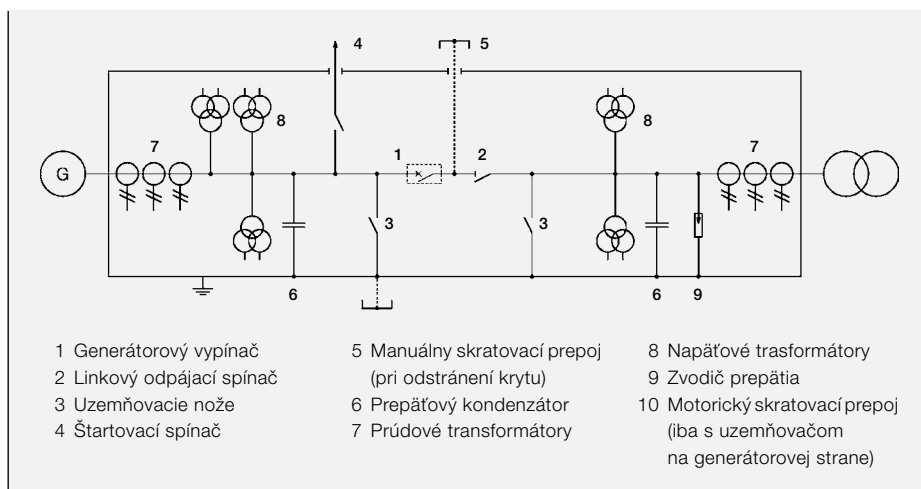 4
5
8
8
7
1
2
7
G
3
3
6
6
9
1 Generátorový vypínač
2 Linkový odpájací spínač
3 Uzemňovacie nože
4 Štartovací spínač
5 Manuálny skratovací prepoj
(pri odstránení krytu)
6 Prepäťový kondenzátor
7 Prúdové transformátory
8 Napäťové trasformátory
9 Zvodič prepätia
10 Motorický skratovací prepoj
(iba s uzemňovačom
na generátorovej strane)